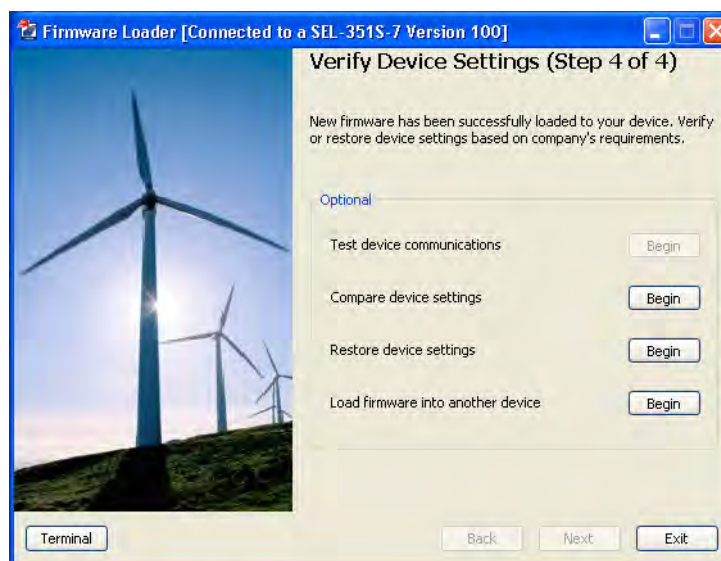 Firmware Loader [Connected to a SEL-351S-7 Version 100]
Verify Device Settings (Step 4 of 4)
New firmware has been successfully loaded to your device. Verify
or restore device settings based on company's requirements.
Optional
Test device communications Begin
Compare device settings Begin
Restore device settings Begin
Load firmware into another device Begin
Terminal Back Next Exit